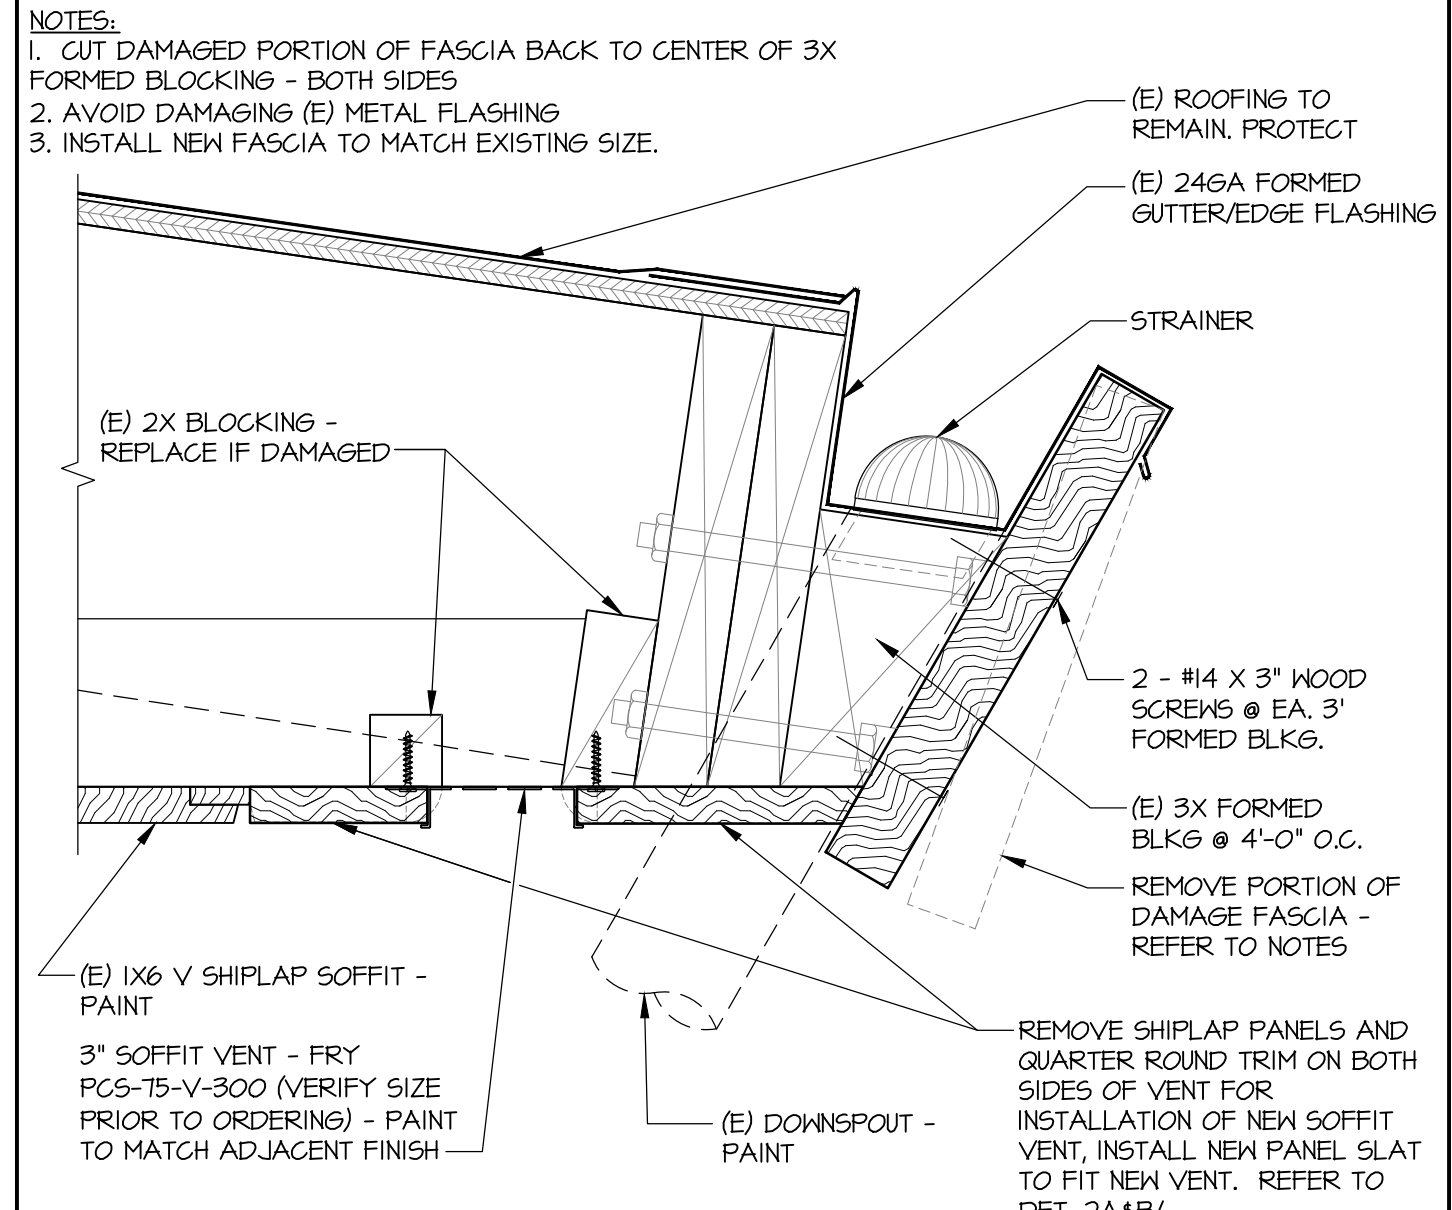 NOTES:
1. CUT DAMAGED PORTION OF FASCIA BACK TO CENTER OF 3X
FORMED BLOCKING - BOTH SIDES
2. AVOID DAMAGING (E) METAL FLASHING
3. INSTALL NEW FASCIA TO MATCH EXISTING SIZE.
(E) ROOFING TO
REMAIN. PROTECT
(E) 24GA FORMED
GUTTER/EDGE FLASHING
STRAINER
(E) 2X BLOCKING -
REPLACE IF DAMAGED
2 - #14 X 3" WOOD
SCREWS @ EA. 3'
FORMED BLKG.
(E) 3X FORMED
BLKG @ 4'-0" O.C.
REMOVE PORTION OF
DAMAGE FASCIA -
REFER TO NOTES
(E) 1X6 V SHIPLAP SOFFIT -
PAINT
3" SOFFIT VENT - FRY
PCS-75-V-300 (VERIFY SIZE
PRIOR TO ORDERING) - PAINT
TO MATCH ADJACENT FINISH
(E) DOWNSPOUT -
PAINT
REMOVE SHIPLAP PANELS AND
QUARTER ROUND TRIM ON BOTH
SIDES OF VENT FOR
INSTALLATION OF NEW SOFFIT
VENT, INSTALL NEW PANEL SLAT
TO FIT NEW VENT. REFER TO